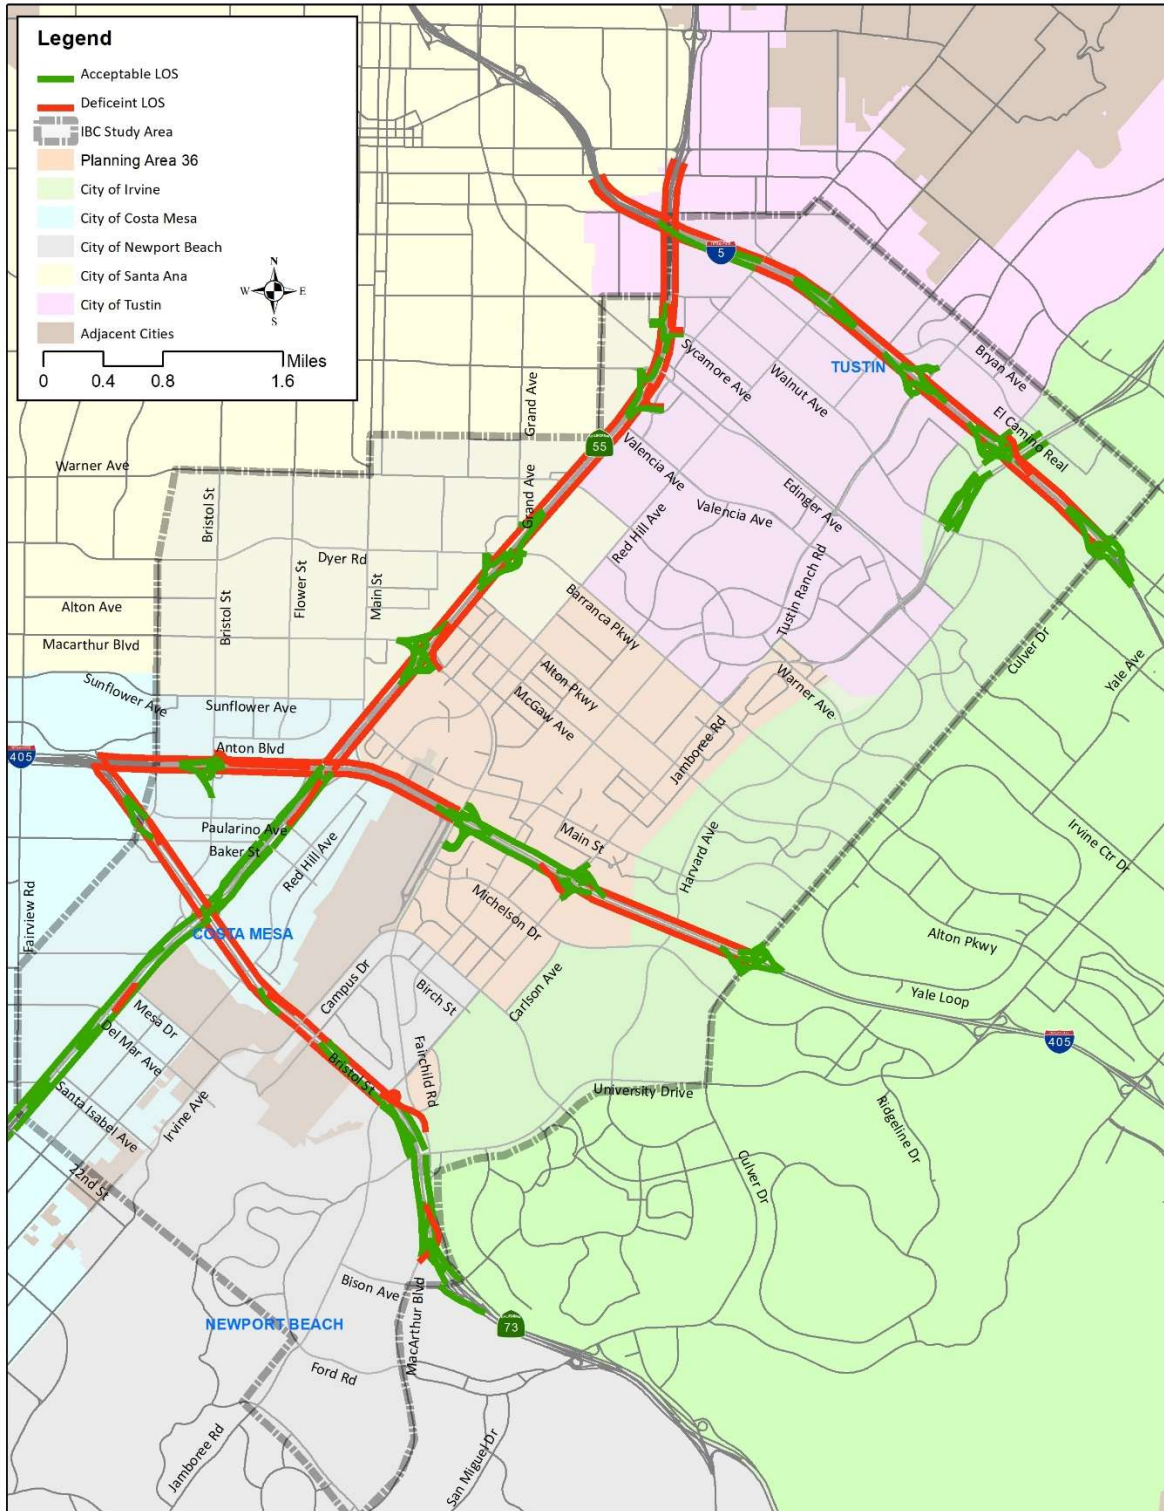 Legend
Acceptable LOS
Deficeint LOS
IBC Study Area
Planning Area 36
City of Irvine
City of Costa Mesa
City of Newport Beach
City of Santa Ana
City of Tustin
Adjacent Cities
N
W E
S
Miles
0 0.4 0.8 1.6
5
Sycamore Ave
Walnut Ave
TUSTIN
Bryan Ave
El Camino Real
Grand Ave
55
Valencia Ave
Warner Ave
Bristol St
Grand Ave
Edinger Ave
Valencia Ave
Red Hill Ave
Dyer Rd
Flower St
Main St
Tustin Ranch Rd
Barranca Pkwy
Alton Ave
Bristol St
Macarthur Blvd
Culver Dr
Yale Ave
Alton Pkwy
Warner Ave
Sunflower Ave
Sunflower Ave
McGaw Ave
Jamboree Rd
Anton Blvd
405
Paularino Ave
Baker St
Red Hill Ave
Main St
Harvard Ave
Irvine Ctr Dr
Fairview Rd
Michelson Dr
COSTA MESA
Alton Pkwy
Campus Dr
Birch St
Carlson Ave
Yale Loop
Mesa Dr
Del Mar Ave
405
Bristol St
Fairchild Rd
University Drive
Santa Isabel Ave
Irvine Ave
Ridgeline Dr
22nd St
Culver Dr
Bison Ave
MacArthur Blvd
NEWPORT BEACH
73
Ford Rd
Jamboree Rd
San Miguel Dr